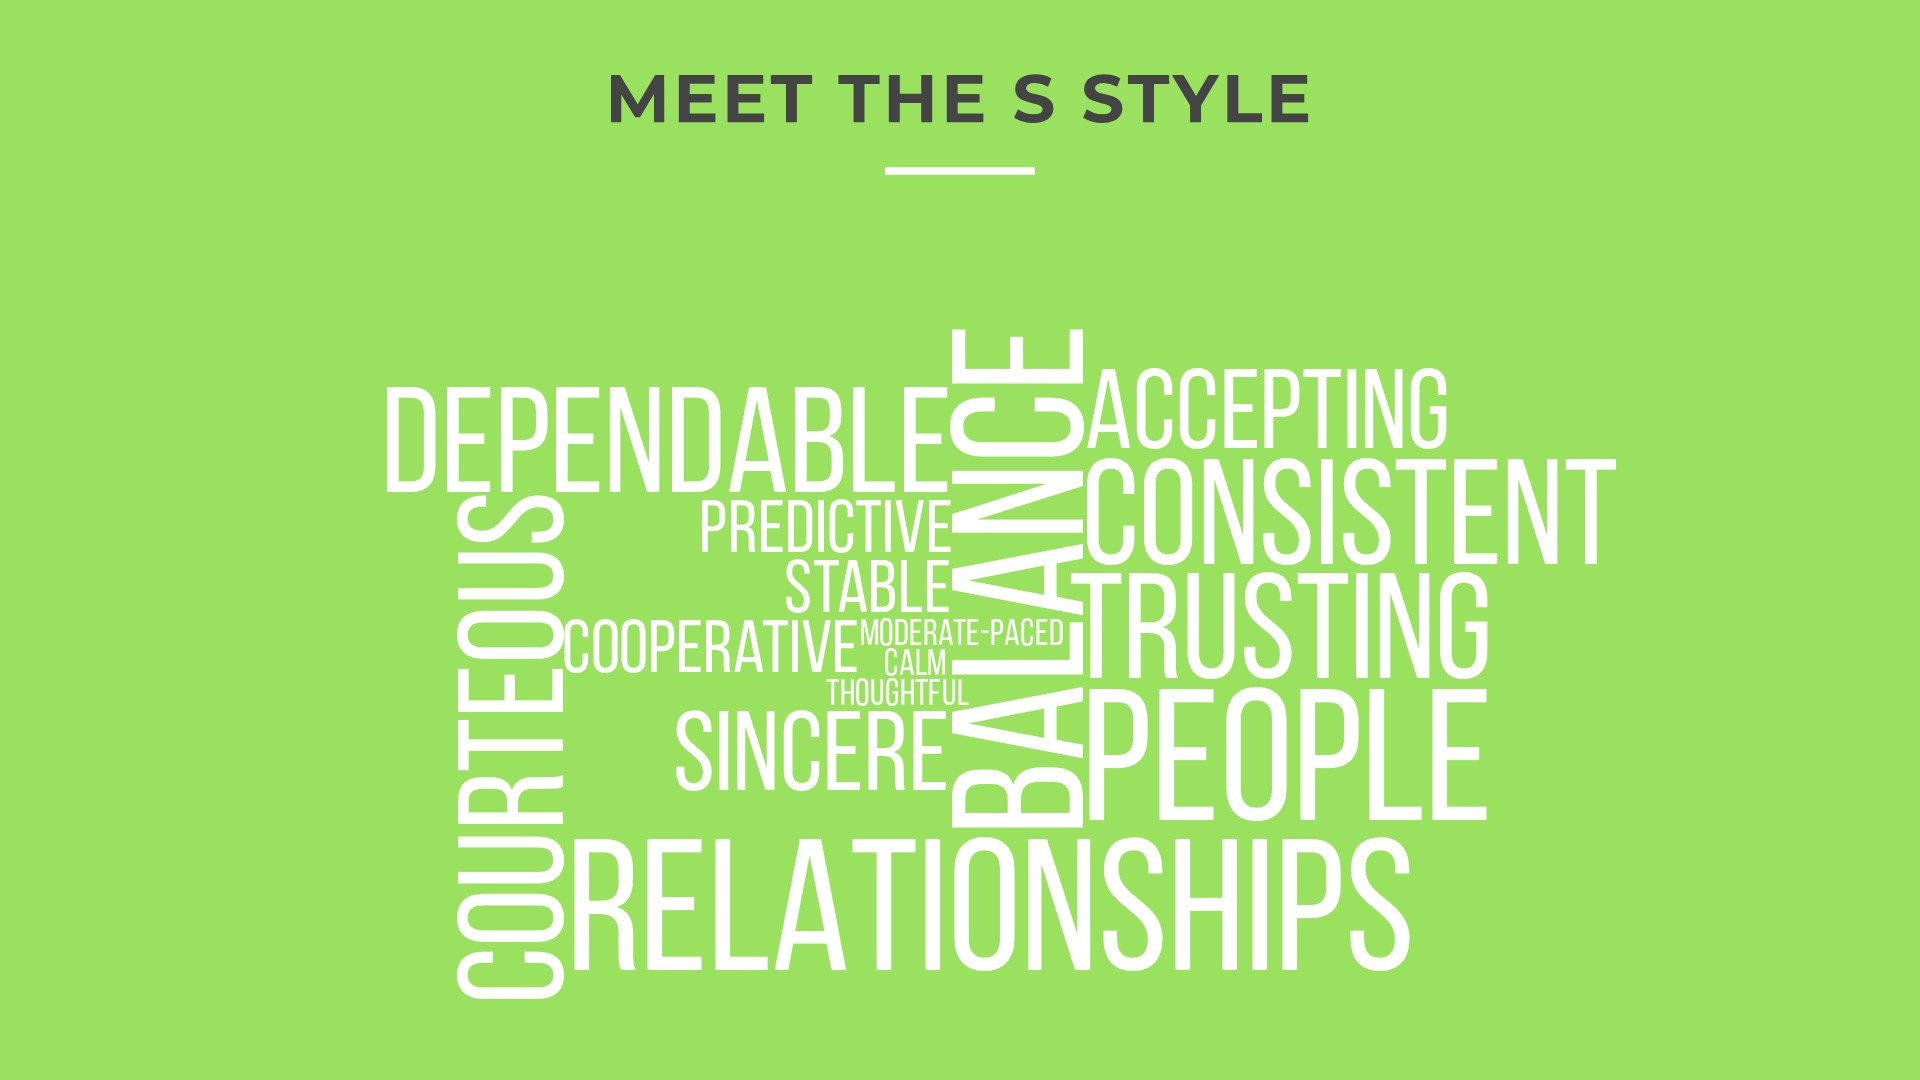 MEET THE S STYLE
DEPENDABLE
BALANCE
ACCEPTING
CONSISTENT
COURTEOUS
PREDICTIVE
STABLE
TRUSTING
COOPERATIVE
MODERATE-PACED
CALM
THOUGHTFUL
SINCERE
PEOPLE
RELATIONSHIPS